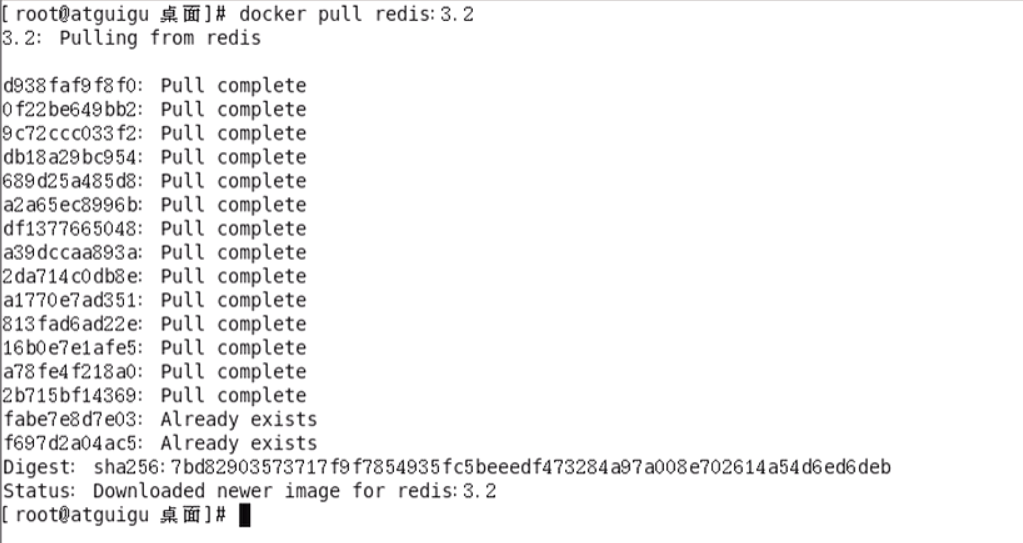 [root@atguigu 桌面]# docker pull redis:3.2
3.2: Pulling from redis
d938faf9f8f0: Pull complete
0f22be649bb2: Pull complete
9c72ccc033f2: Pull complete
db18a29bc954: Pull complete
689d25a485d8: Pull complete
a2a65ec8996b: Pull complete
df1377665048: Pull complete
a39dccaa893a: Pull complete
2da714c0db8e: Pull complete
a1770e7ad351: Pull complete
813fad6ad22e: Pull complete
16b0e7e1afe5: Pull complete
a78fe4f218a0: Pull complete
2b715bf14369: Pull complete
fabe7e8d7e03: Already exists
f697d2a04ac5: Already exists
Digest: sha256:7bd82903573717f9f7854935fc5beeedf473284a97a008e702614a54d6ed6deb
Status: Downloaded newer image for redis:3.2
[root@atguigu 桌面]#